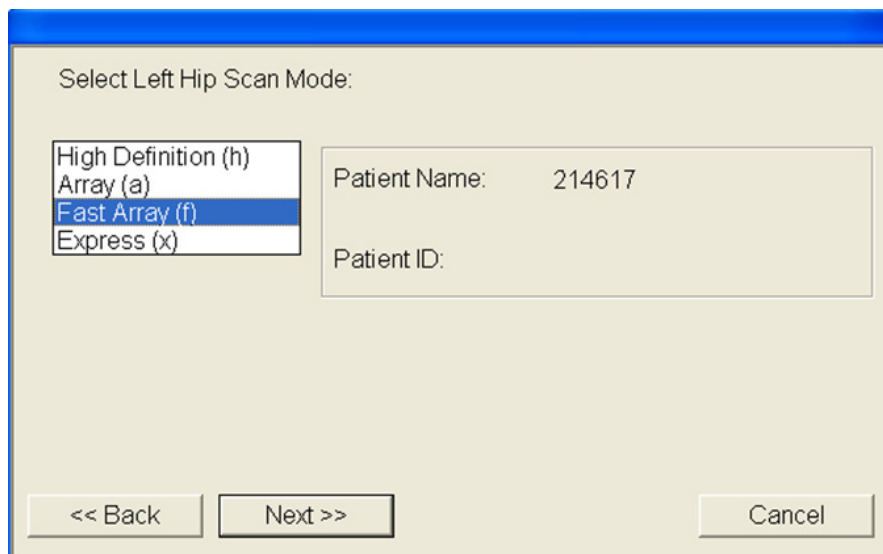 Select Left Hip Scan Mode:
High Definition (h)
Array (a)
Fast Array (f)
Express (x)
Patient Name: 214617
Patient ID:
<< Back Next >> Cancel